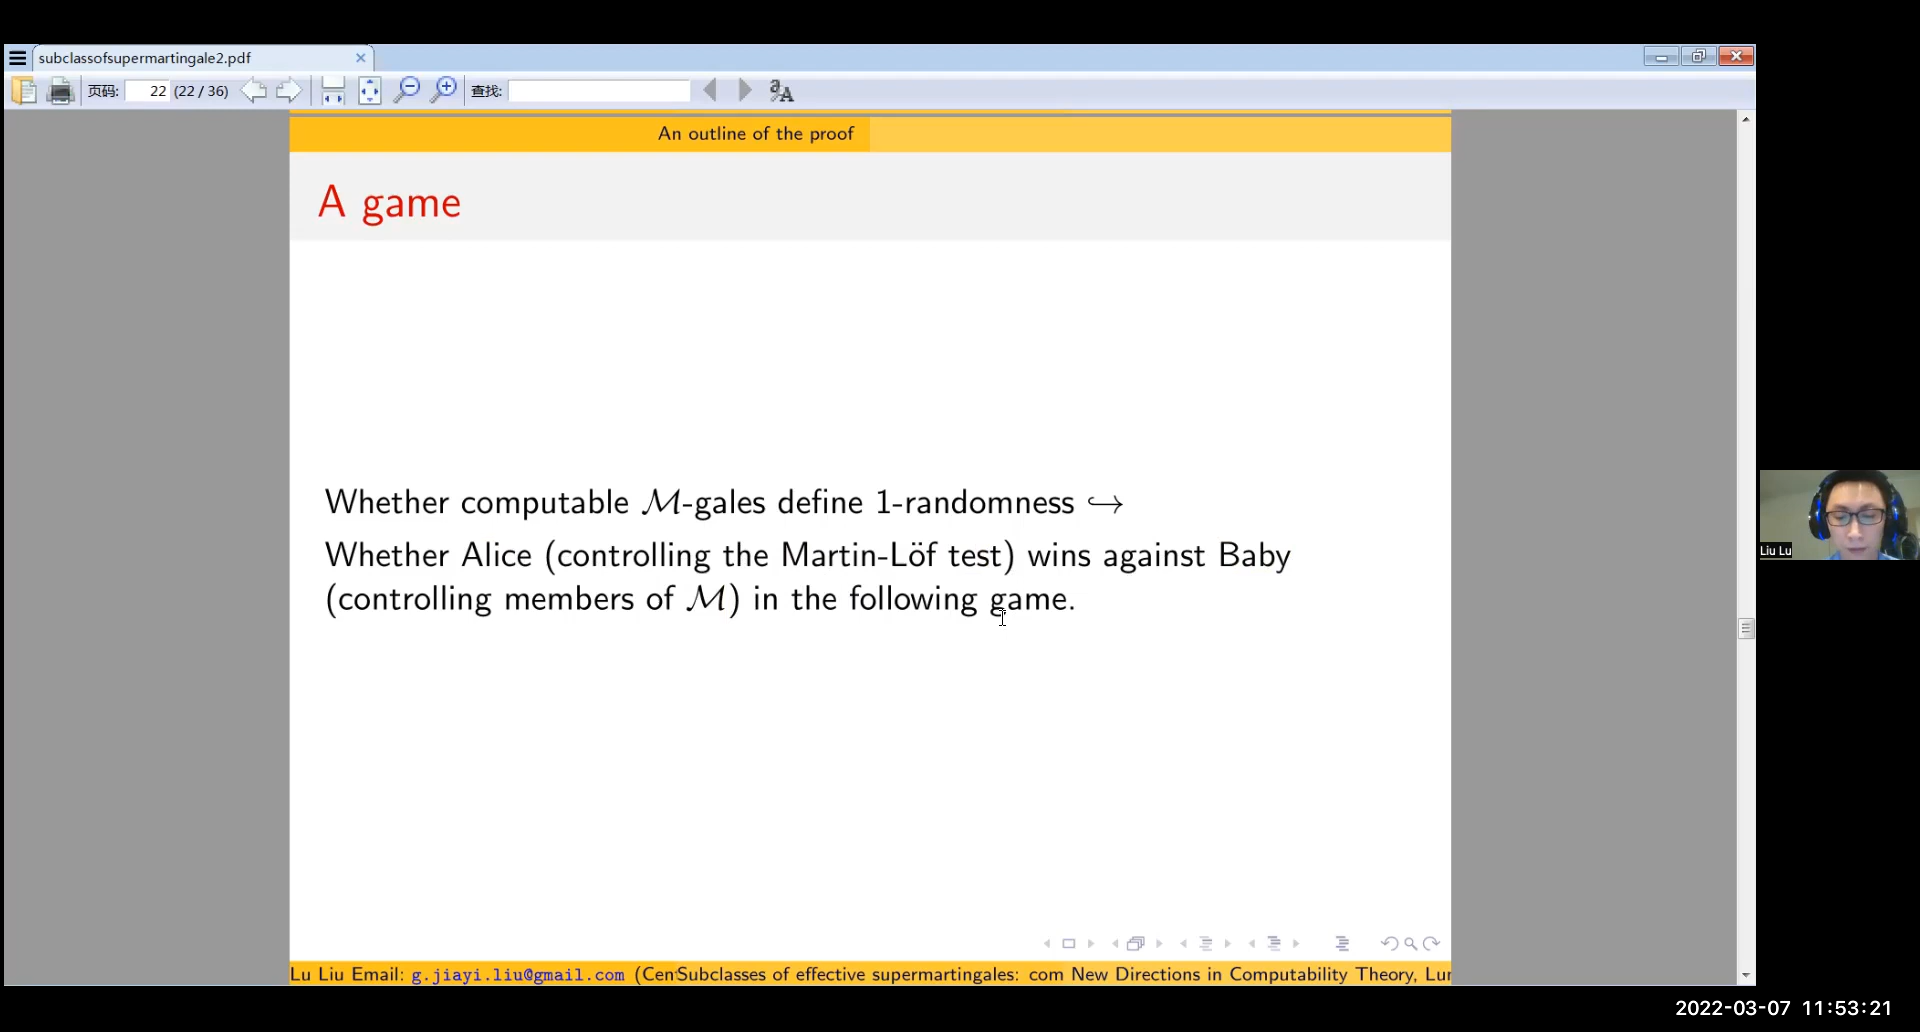 subclassofsupermartingale2.pdf
页码: 22 (22 / 36) 查找:
An outline of the proof
A game
Whether computable ℳ-gales define 1-randomness ↪
Whether Alice (controlling the Martin-Löf test) wins against Baby
(controlling members of ℳ) in the following game.
Liu Lu
Lu Liu Email: g.jiayi.liu@gmail.com (Cen Subclasses of effective supermartingales: com New Directions in Computability Theory, Lu
2022-03-07 11:53:21